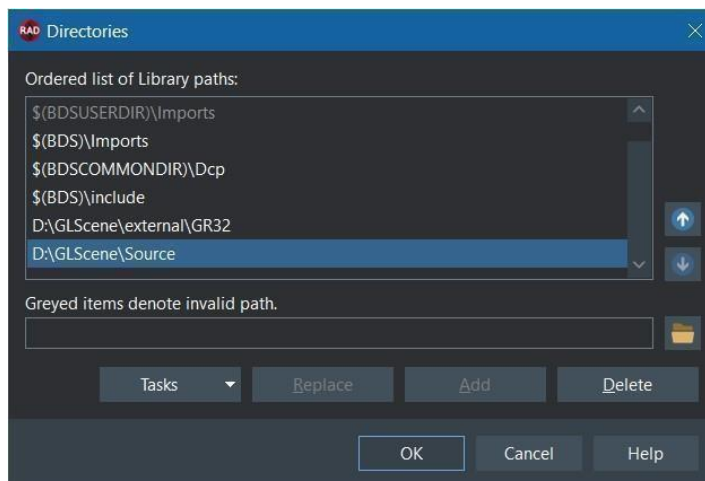 RAD Directories
Ordered list of Library paths:
$(BDSUSERDIR)\Imports
$(BDS)\Imports
$(BDSCOMMONDIR)\Dcp
$(BDS)\include
D:\GLScene\external\GR32
D:\GLScene\Source
Greyed items denote invalid path.
Tasks Replace Add Delete
OK Cancel Help